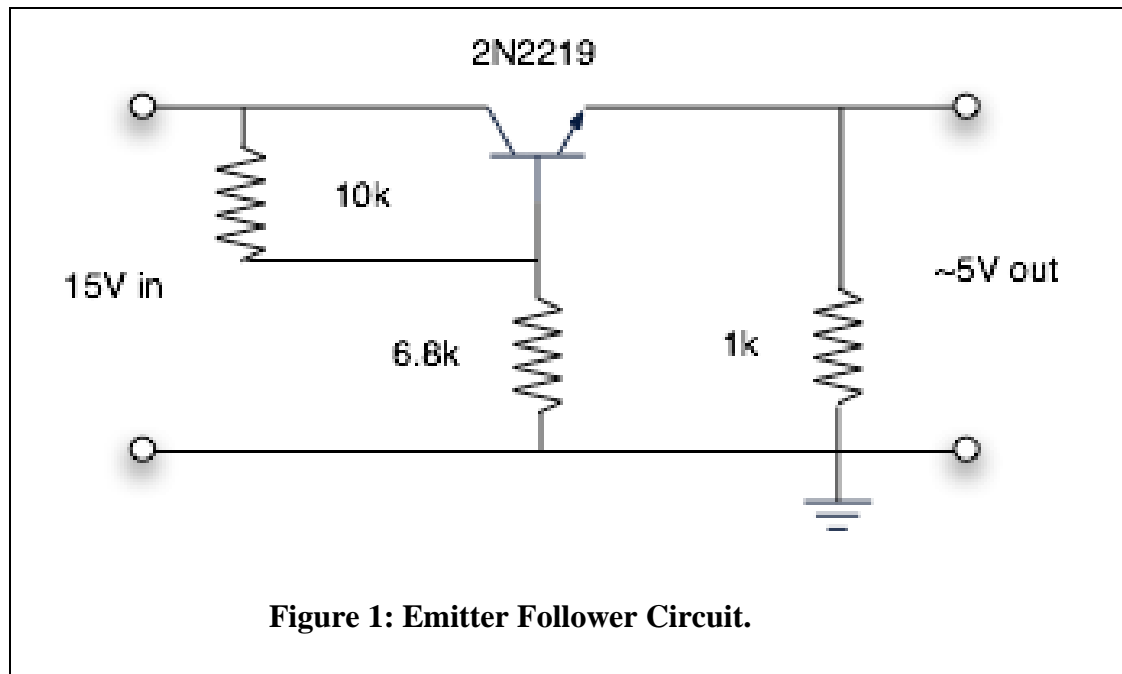 2N2219
10k
15V in
~5V out
6.8k
1k
Figure 1: Emitter Follower Circuit.